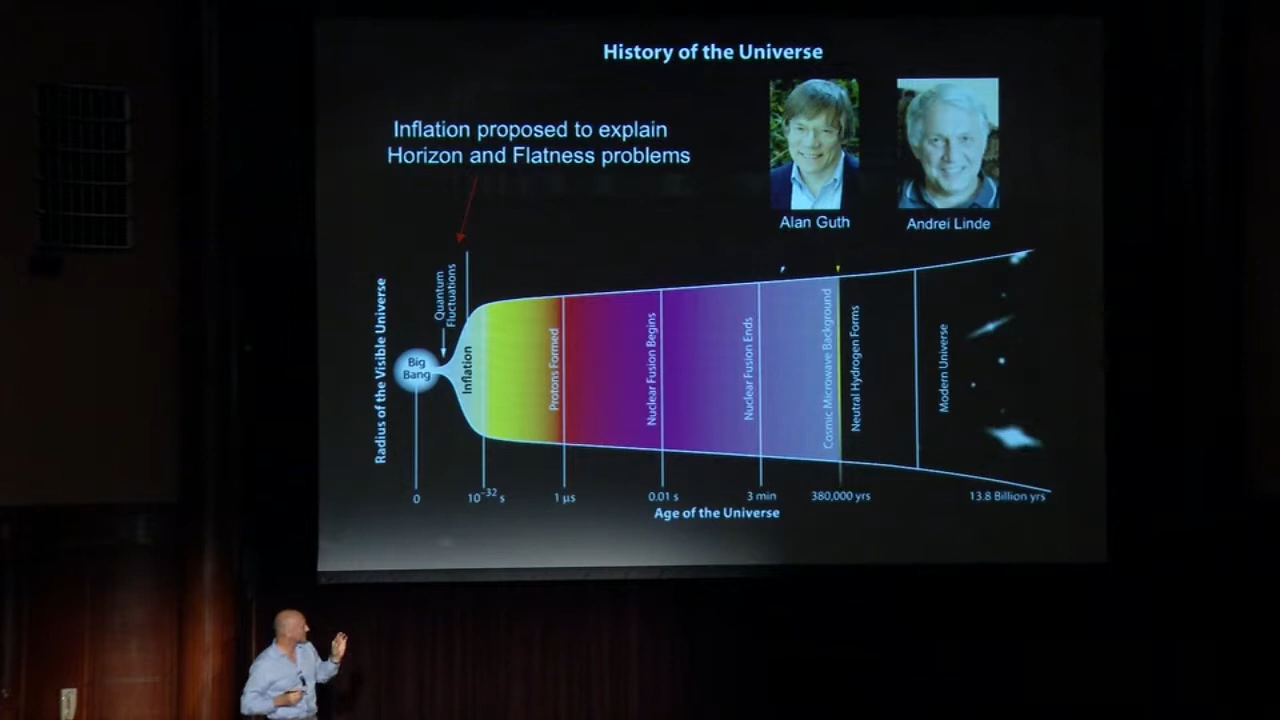 History of the Universe
Inflation proposed to explain
Horizon and Flatness problems
Alan Guth
Andrei Linde
Radius of the Visible Universe
Quantum
Fluctuations
Big
Bang
Inflation
Protons Formed
Nuclear Fusion Begins
Nuclear Fusion Ends
Cosmic Microwave Background
Neutral Hydrogen Forms
Modern Universe
0
10⁻³² s
1 µs
0.01 s
3 min
380,000 yrs
13.8 Billion yrs
Age of the Universe